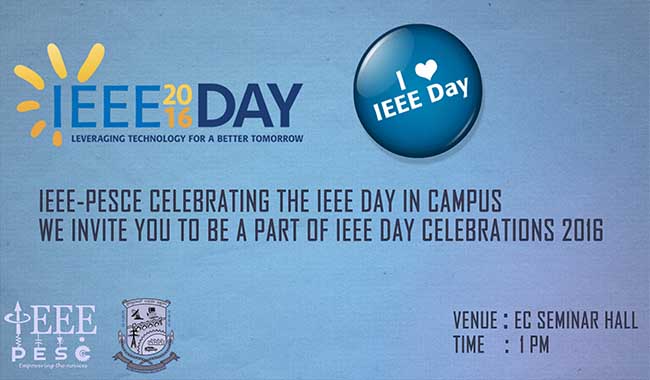 IEEE 2016 DAY
LEVERAGING TECHNOLOGY FOR A BETTER TOMORROW
I ♥
IEEE Day
IEEE-PESCE CELEBRATING THE IEEE DAY IN CAMPUS
WE INVITE YOU TO BE A PART OF IEEE DAY CELEBRATIONS 2016
IEEE
PESC
Empowering the novices
VENUE : EC SEMINAR HALL
TIME : 1 PM